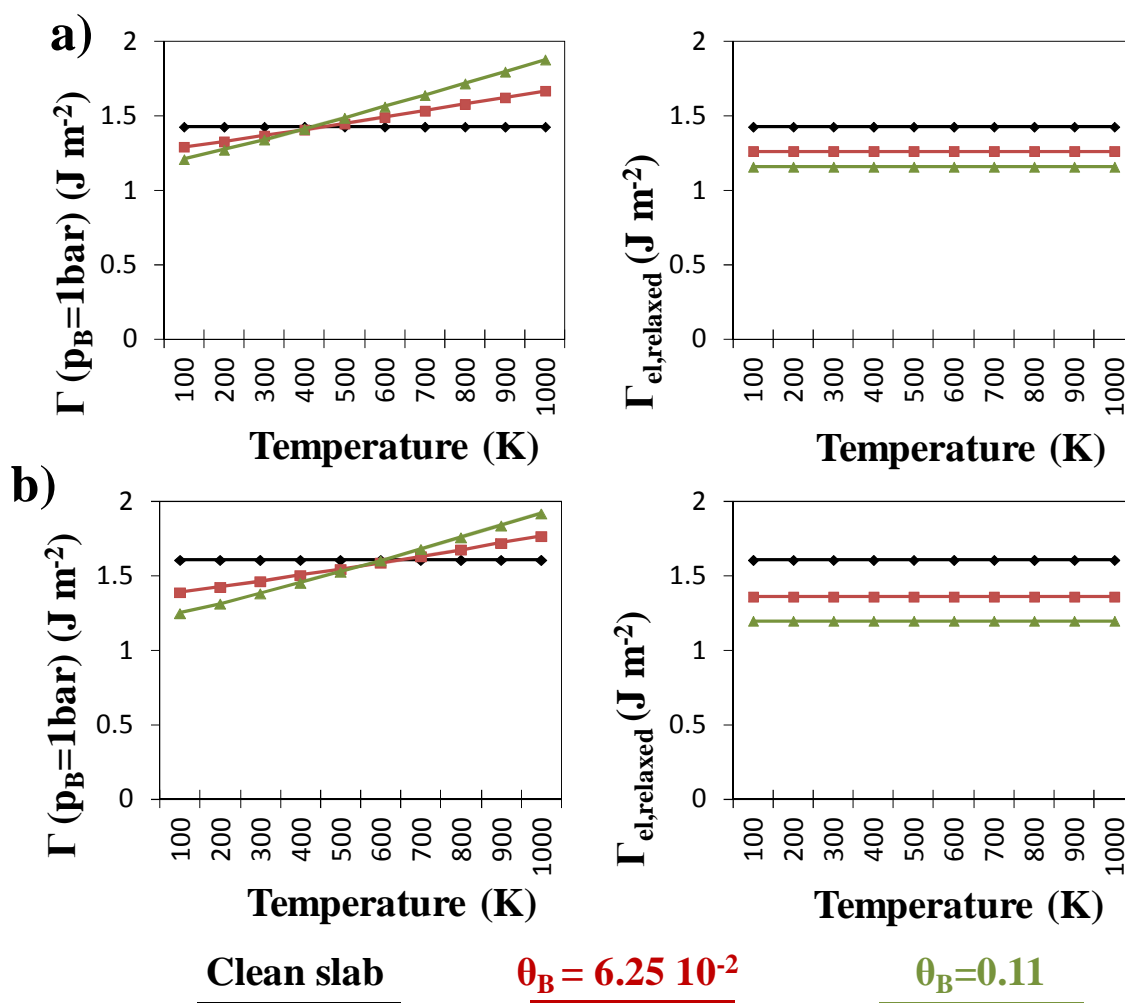 a)
Γ (pB=1bar) (J m-2)
2
1.5
1
0.5
0
100 200 300 400 500 600 700 800 900 1000
Temperature (K)
Γel,relaxed (J m-2)
2
1.5
1
0.5
0
100 200 300 400 500 600 700 800 900 1000
Temperature (K)
b)
Γ (pB=1bar) (J m-2)
2
1.5
1
0.5
0
100 200 300 400 500 600 700 800 900 1000
Temperature (K)
Γel,relaxed (J m-2)
2
1.5
1
0.5
0
100 200 300 400 500 600 700 800 900 1000
Temperature (K)
Clean slab
θB = 6.25 10-2
θB=0.11